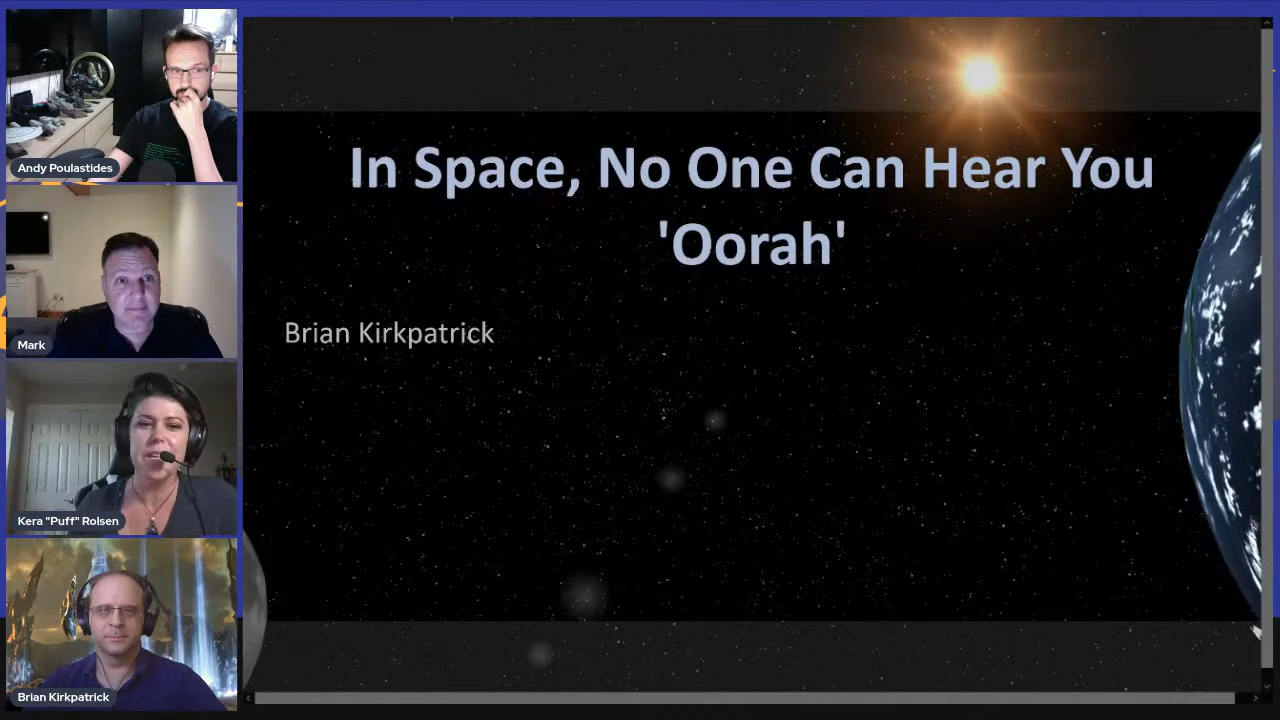 Andy Poulastides
Mark
Kera "Puff" Rolsen
Brian Kirkpatrick
In Space, No One Can Hear You
'Oorah'
Brian Kirkpatrick